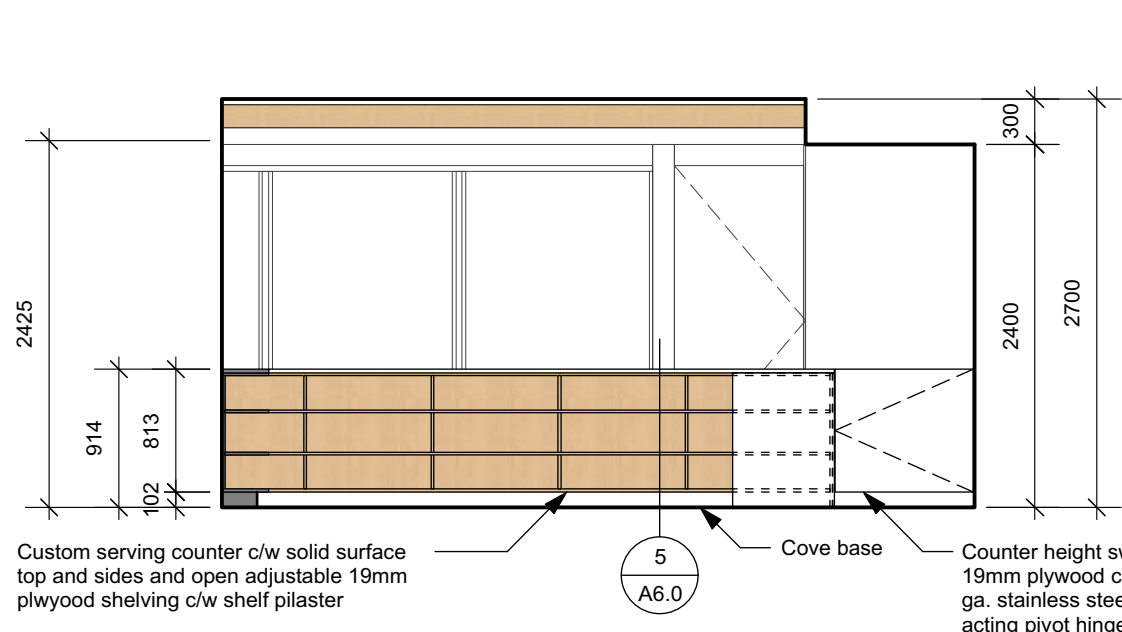 300
2425
2400
2700
914
813
102
Custom serving counter c/w solid surface
top and sides and open adjustable 19mm
plwyood shelving c/w shelf pilaster
5
A6.0
Cove base
Counter height sw
19mm plywood c
ga. stainless stee
acting pivot hinge